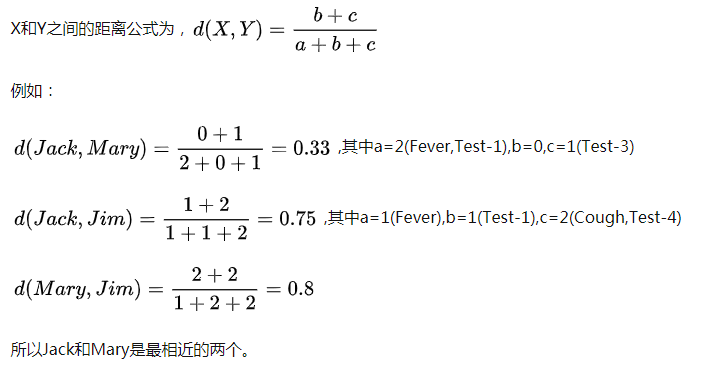 X和Y之间的距离公式为，d(X, Y) = \frac{b + c}{a + b + c}
例如：
d(Jack, Mary) = \frac{0 + 1}{2 + 0 + 1} = 0.33 ,其中a=2(Fever,Test-1),b=0,c=1(Test-3)
d(Jack, Jim) = \frac{1 + 2}{1 + 1 + 2} = 0.75 ,其中a=1(Fever),b=1(Test-1),c=2(Cough,Test-4)
d(Mary, Jim) = \frac{2 + 2}{1 + 2 + 2} = 0.8
所以Jack和Mary是最相近的两个。